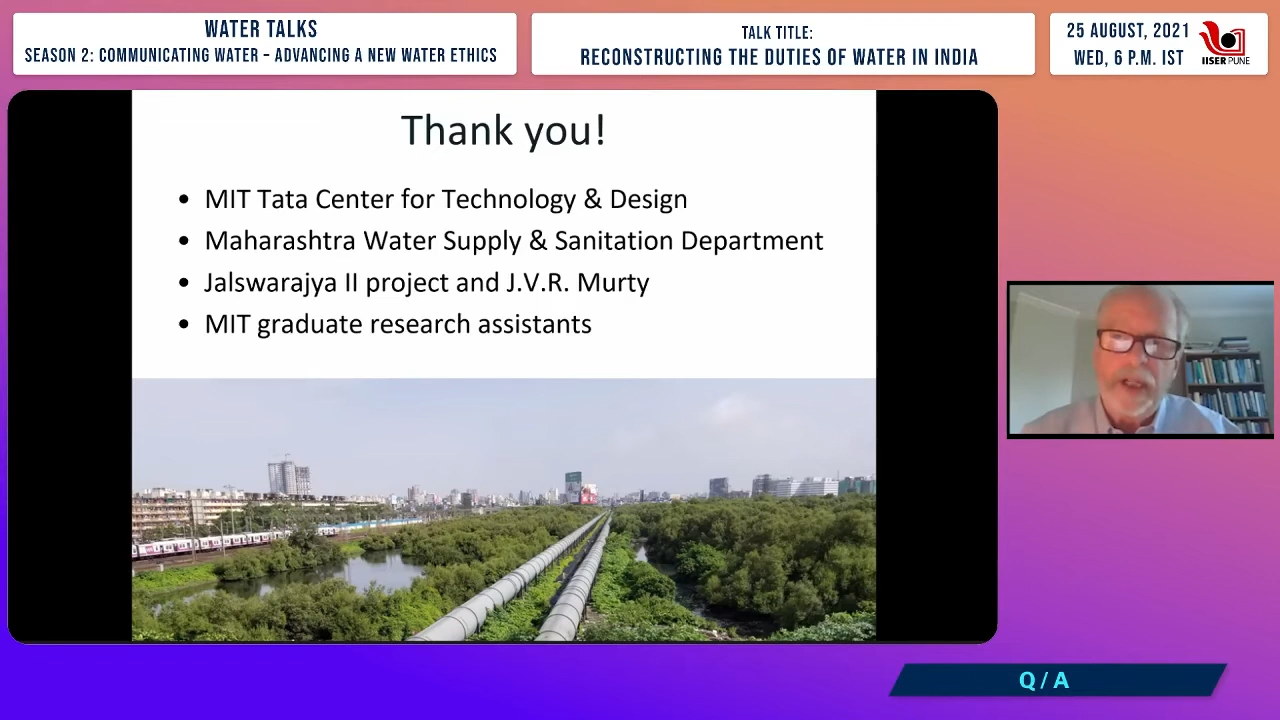 WATER TALKS
SEASON 2: COMMUNICATING WATER – ADVANCING A NEW WATER ETHICS
TALK TITLE:
RECONSTRUCTING THE DUTIES OF WATER IN INDIA
25 AUGUST, 2021
WED, 6 P.M. IST
IISER PUNE
Thank you!
• MIT Tata Center for Technology & Design
• Maharashtra Water Supply & Sanitation Department
• Jalswarajya II project and J.V.R. Murty
• MIT graduate research assistants
Q / A